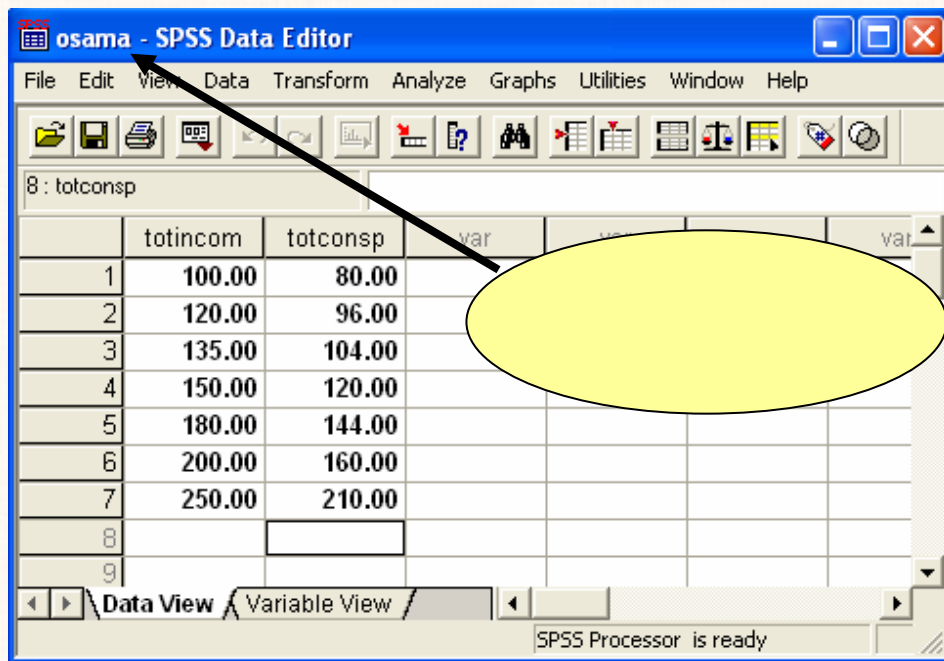 SPSS
osama - SPSS Data Editor
File Edit View Data Transform Analyze Graphs Utilities Window Help
8 : totconsp
totincom totconsp var var var
1 100.00 80.00
2 120.00 96.00
3 135.00 104.00
4 150.00 120.00
5 180.00 144.00
6 200.00 160.00
7 250.00 210.00
8
9
Data View Variable View
SPSS Processor is ready